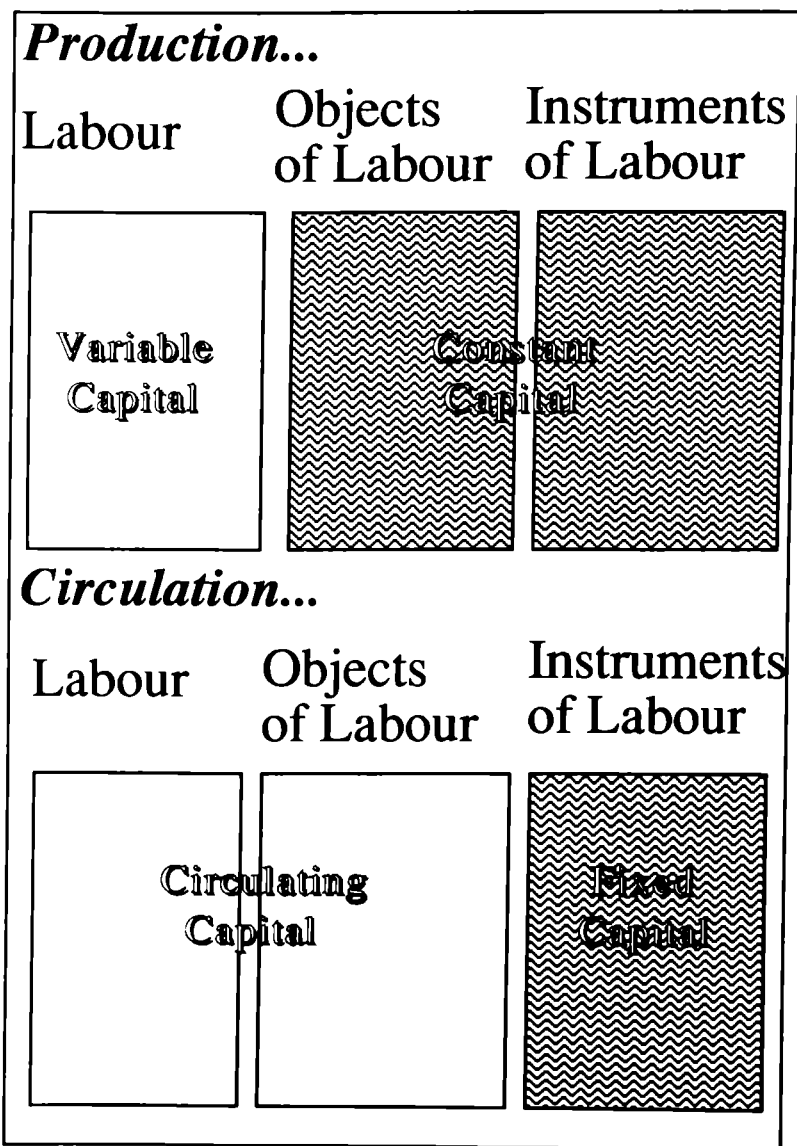 Production...
Labour
Objects
of Labour
Instruments
of Labour
Variable
Capital
Constant
Capital
Circulation...
Labour
Objects
of Labour
Instruments
of Labour
Circulating
Capital
Fixed
Capital